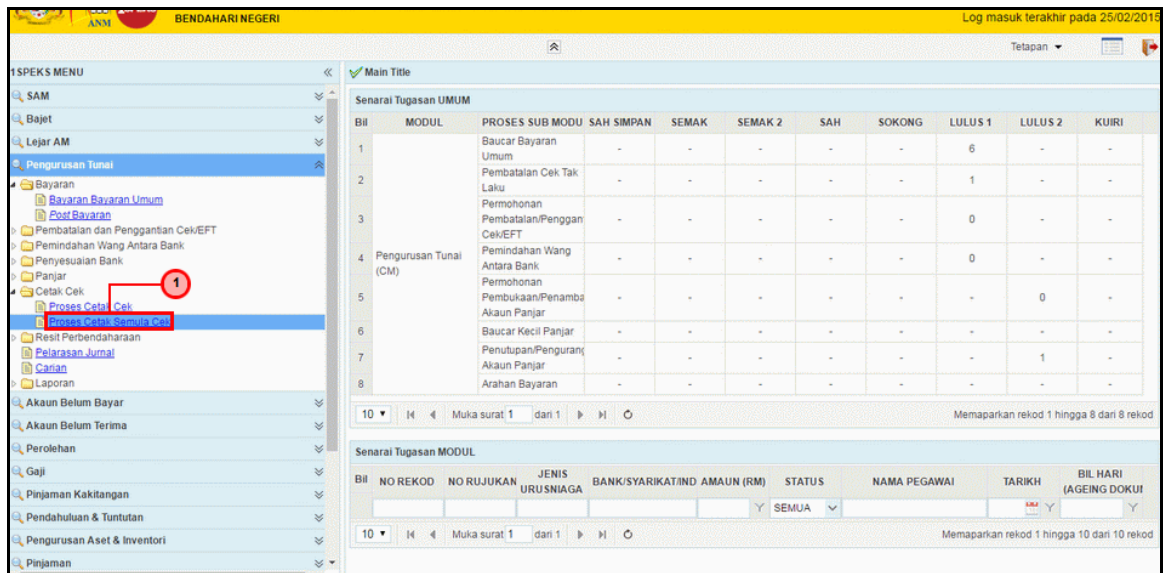 ANM
BENDAHARI NEGERI
Log masuk terakhir pada 25/02/2015
Tetapan
1SPEKS MENU
SAM
Bajet
Lejar AM
Pengurusan Tunai
Bayaran
Bayaran Bayaran Umum
Post Bayaran
Pembatalan dan Penggantian Cek/EFT
Pemindahan Wang Antara Bank
Penyesuaian Bank
Panjar
1
Cetak Cek
Proses Cetak Cek
Proses Cetak Semula Cek
Resit Perbendaharaan
Pelarasan Jurnal
Carian
Laporan
Akaun Belum Bayar
Akaun Belum Terima
Perolehan
Gaji
Pinjaman Kakitangan
Pendahuluan & Tuntutan
Pengurusan Aset & Inventori
Pinjaman
Main Title
Senarai Tugasan UMUM
Bil MODUL PROSES SUB MODU SAH SIMPAN SEMAK SEMAK 2 SAH SOKONG LULUS 1 LULUS 2 KUIRI
Pengurusan Tunai
(CM)
1 Baucar Bayaran - - - - - 6 - -
Umum
2 Pembatalan Cek Tak - - - - - 1 - -
Laku
Permohonan
3 Pembatalan/Penggan - - - - - 0 - -
Cek/EFT
4 Pemindahan Wang - - - - - 0 - -
Antara Bank
Permohonan
5 Pembukaan/Penamba - - - - - - 0 -
Akaun Panjar
6 Baucar Kecil Panjar - - - - - - - -
7 Penutupan/Pengurang - - - - - - 1 -
Akaun Panjar
8 Arahan Bayaran - - - - - - - -
10 Muka surat 1 dari 1 Memaparkan rekod 1 hingga 8 dari 8 rekod
Senarai Tugasan MODUL
Bil NO REKOD NO RUJUKAN JENIS URUSNIAGA BANK/SYARIKAT/IND AMAUN (RM) STATUS NAMA PEGAWAI TARIKH BIL HARI (AGEING DOKU
SEMUA
10 Muka surat 1 dari 1 Memaparkan rekod 1 hingga 10 dari 10 rekod